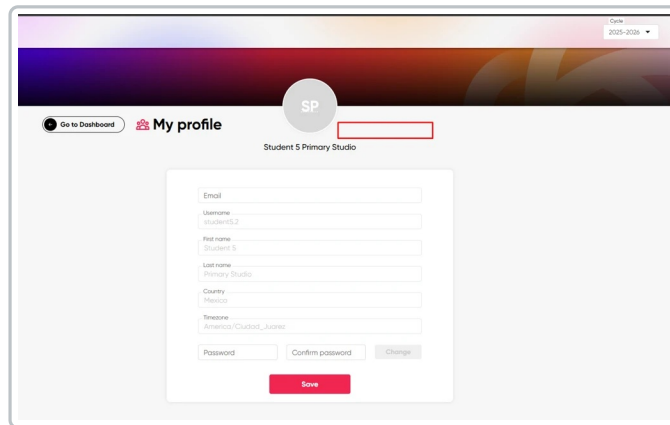 Cycle
2025-2026
SP
Go to Dashboard
My profile
Student 5 Primary Studio
Email
Username
student5.2
First name
Student 5
Last name
Primary Studio
Country
Mexico
Timezone
America/Ciudad_Juarez
Password Confirm password Change
Save